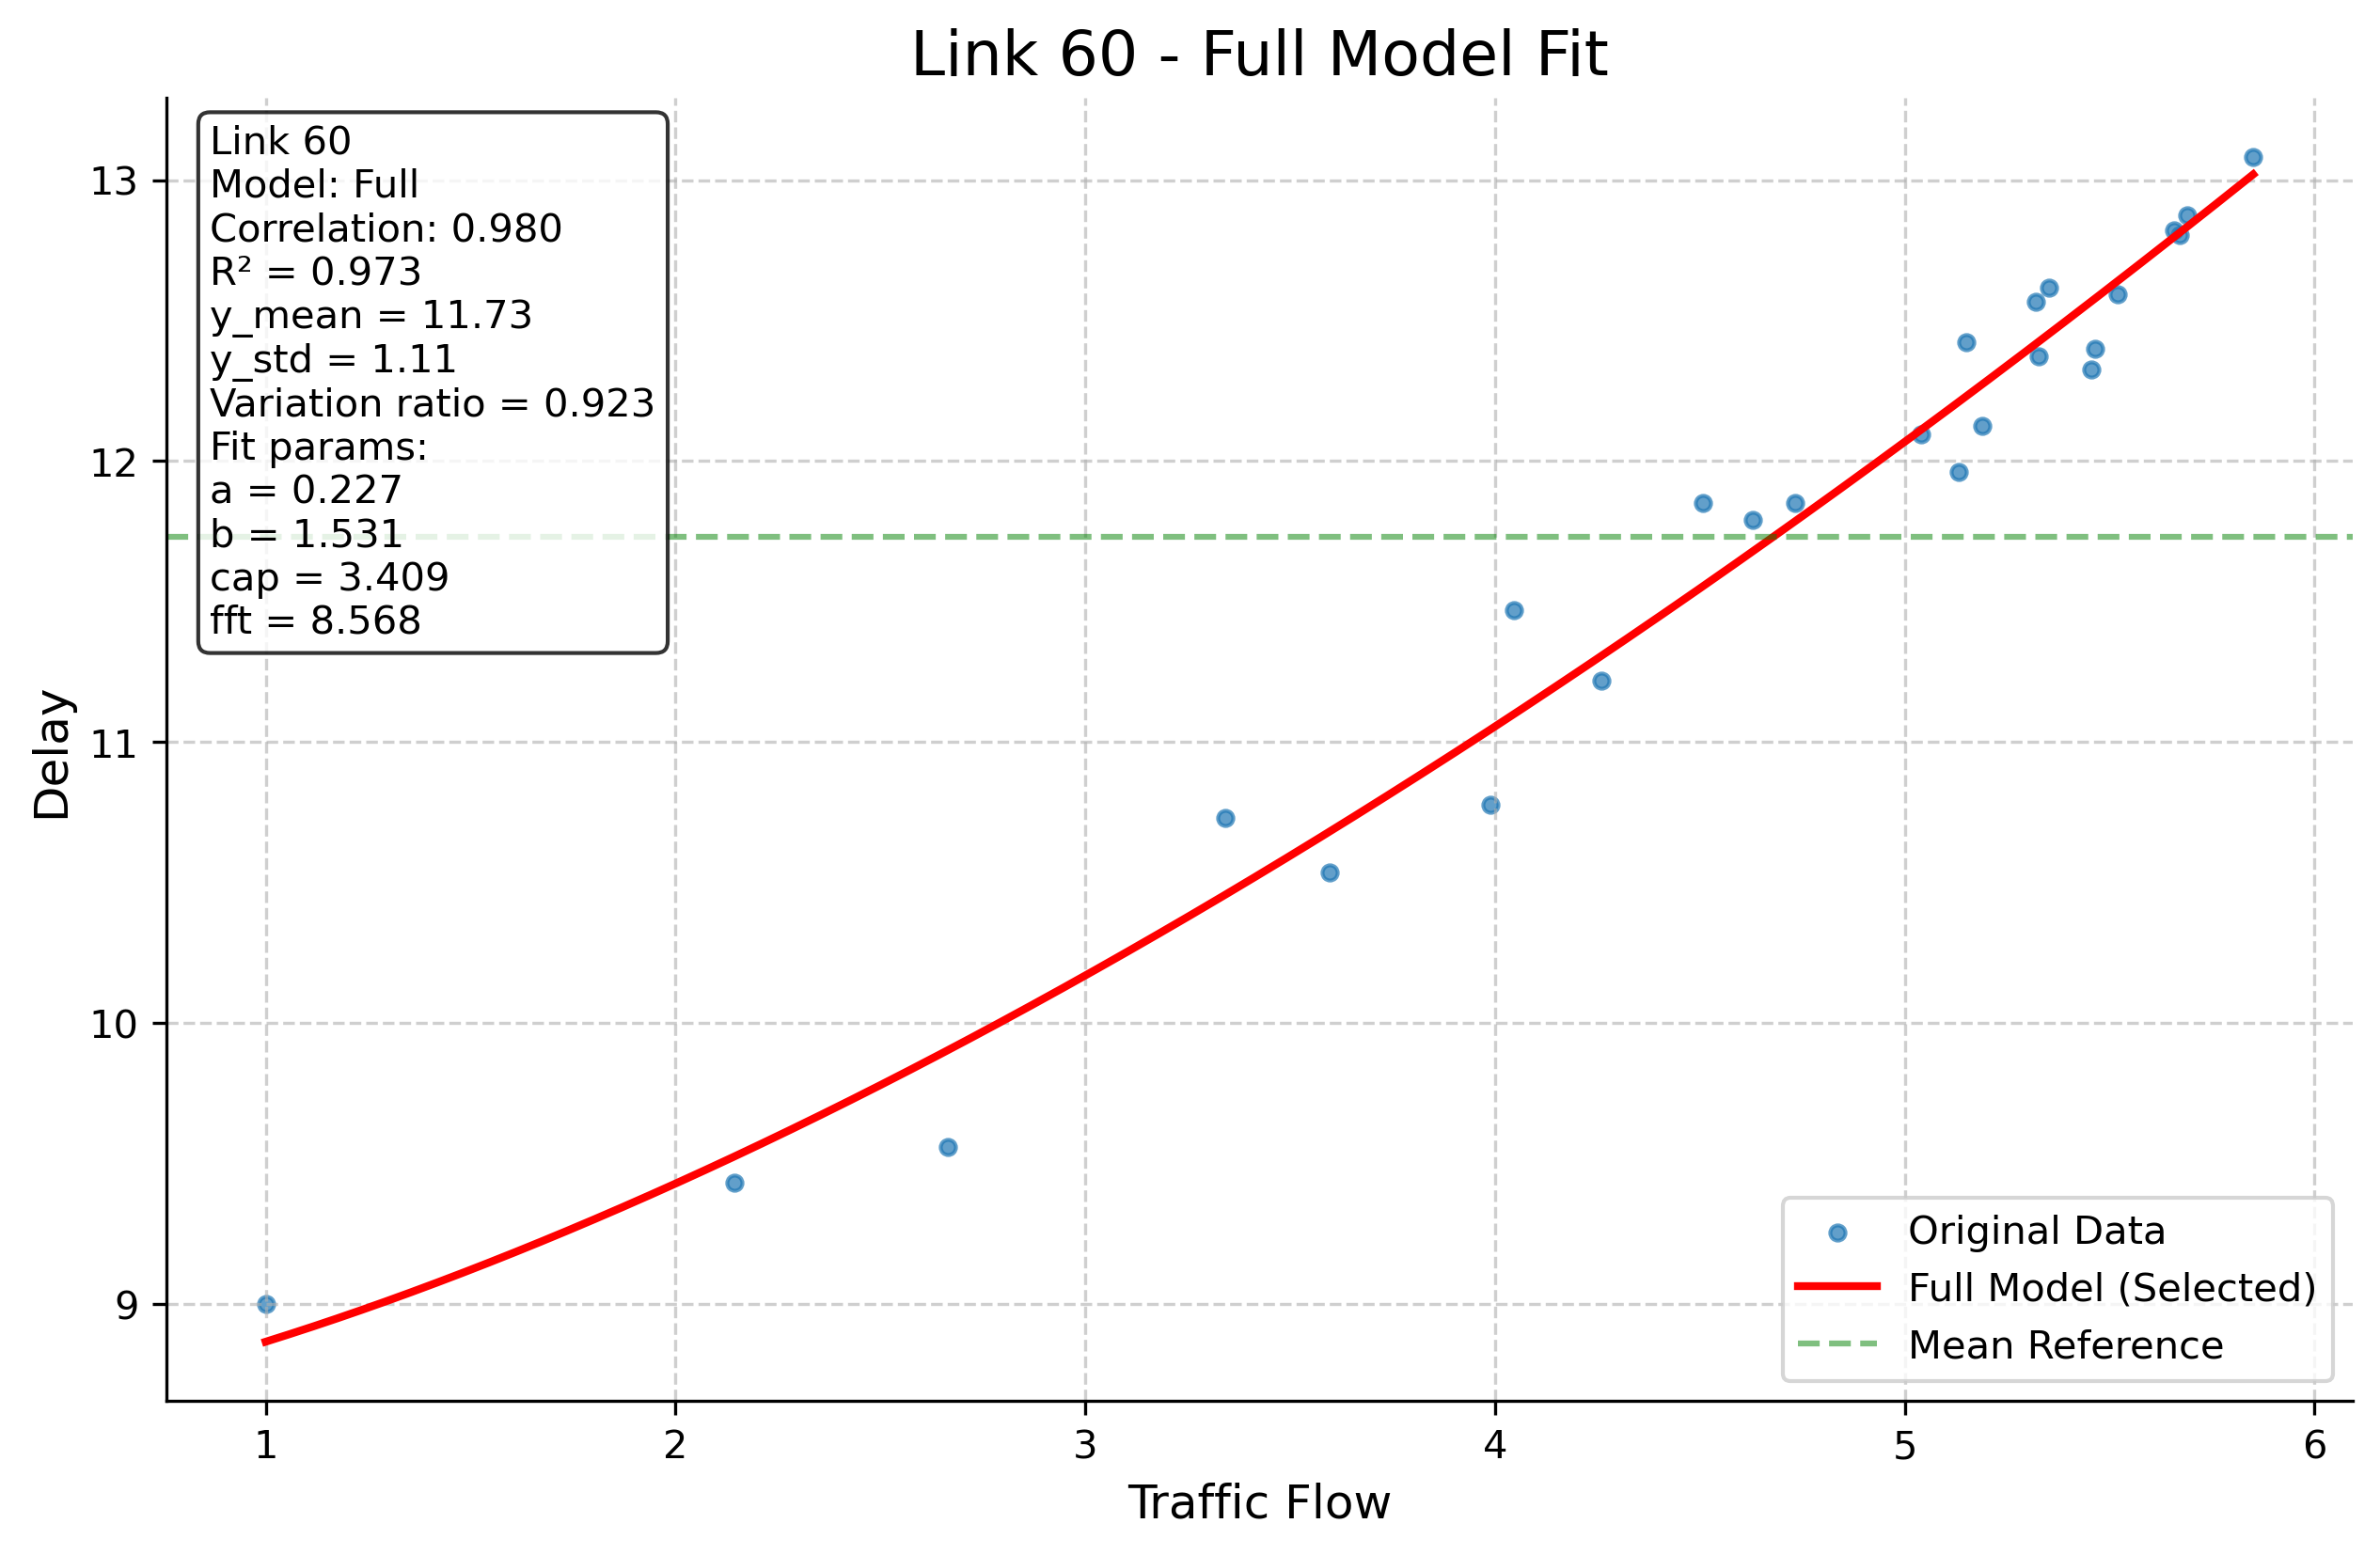 Link 60 - Full Model Fit
Link 60
Model: Full
Correlation: 0.980
R² = 0.973
y_mean = 11.73
y_std = 1.11
Variation ratio = 0.923
Fit params:
a = 0.227
b = 1.531
cap = 3.409
fft = 8.568
13
12
11
10
9
Delay
Original Data
Full Model (Selected)
Mean Reference
1 2 3 4 5 6
Traffic Flow